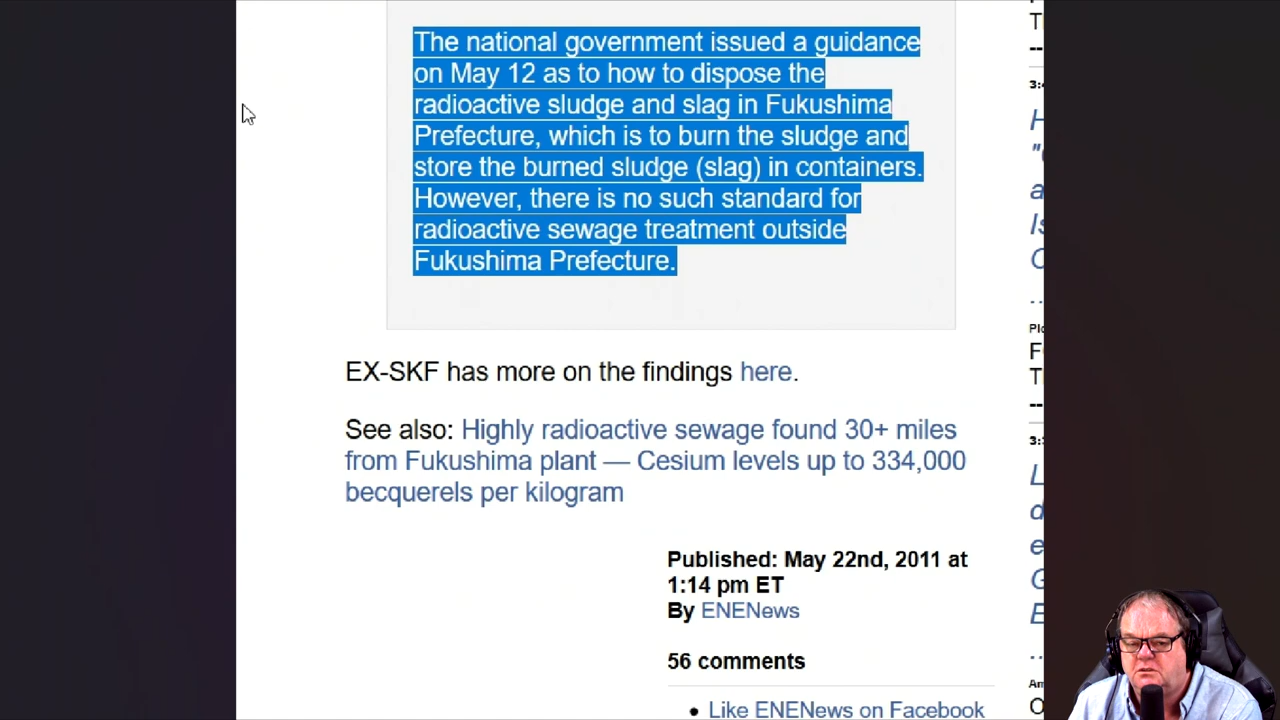 The national government issued a guidance
on May 12 as to how to dispose the
radioactive sludge and slag in Fukushima
Prefecture, which is to burn the sludge and
store the burned sludge (slag) in containers.
However, there is no such standard for
radioactive sewage treatment outside
Fukushima Prefecture.
EX-SKF has more on the findings here.
See also: Highly radioactive sewage found 30+ miles
from Fukushima plant — Cesium levels up to 334,000
becquerels per kilogram
Published: May 22nd, 2011 at
1:14 pm ET
By ENENews
56 comments
• Like ENENews on Facebook